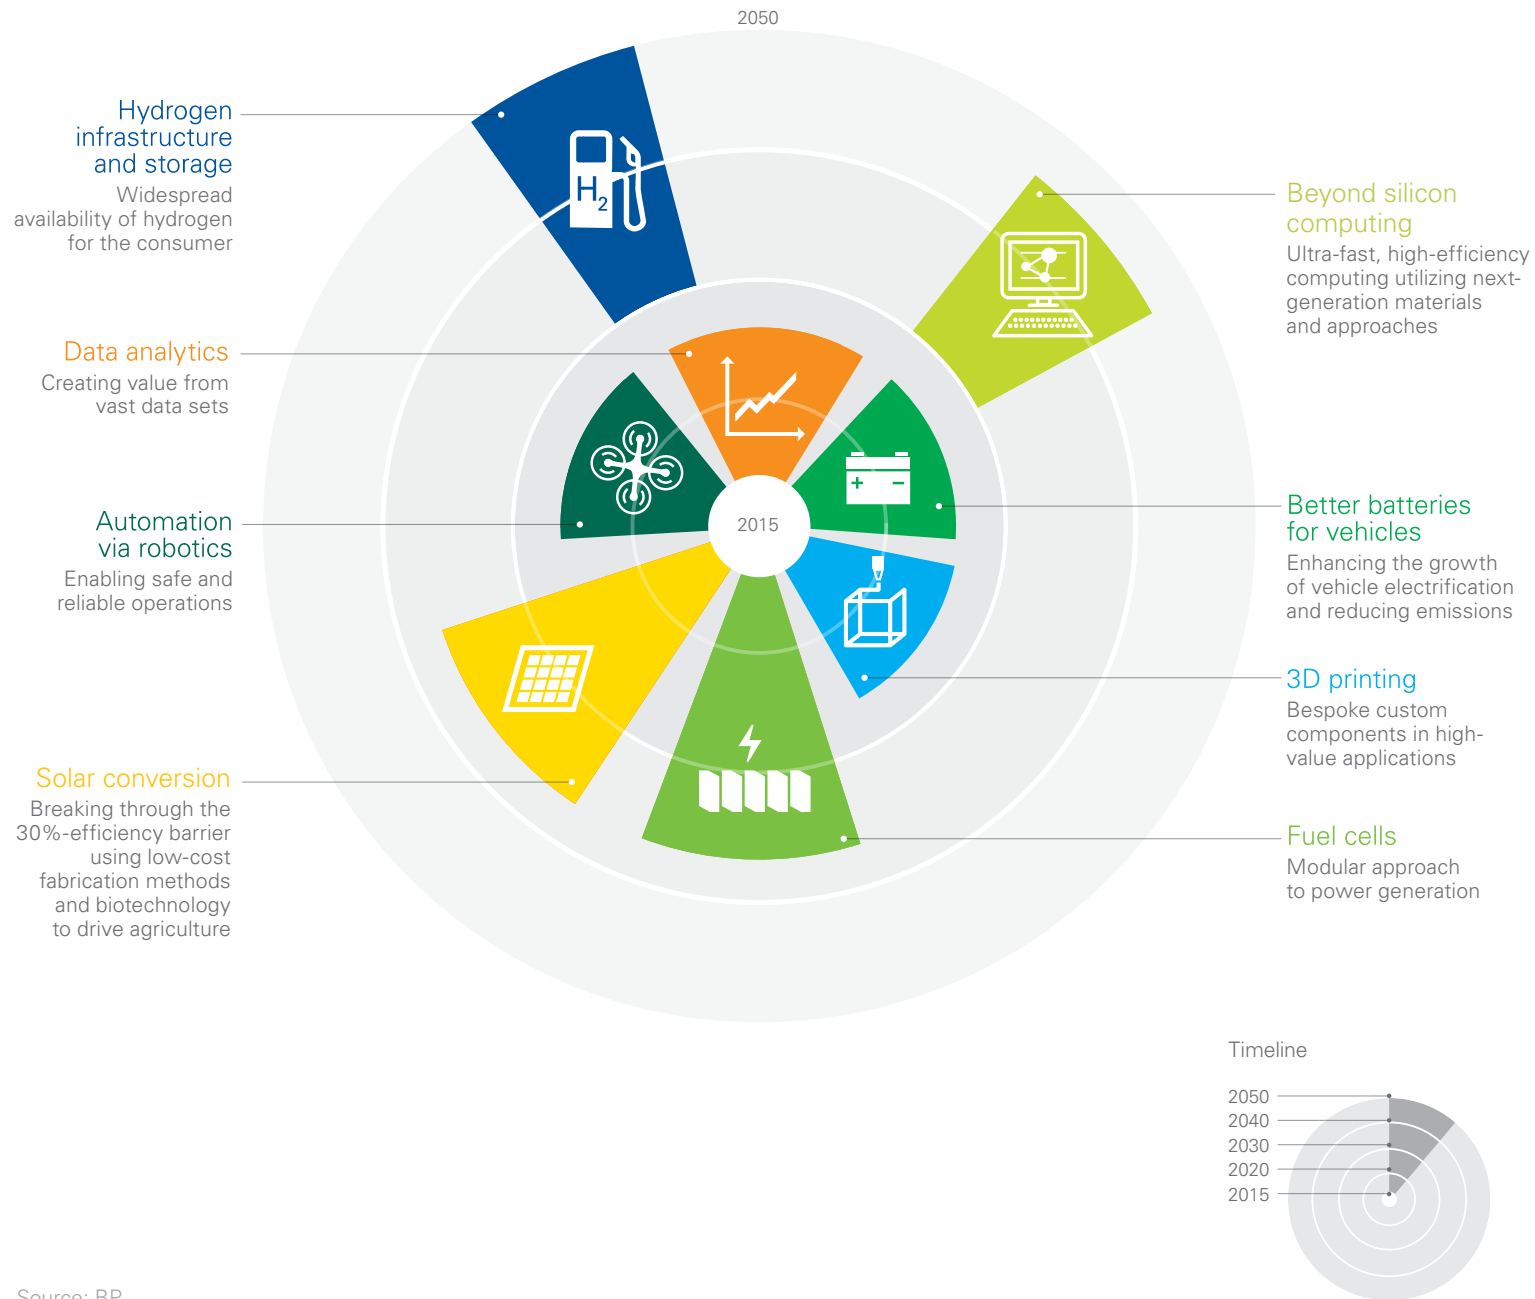 2050
Hydrogen
infrastructure
and storage
Widespread
availability of hydrogen
for the consumer
Data analytics
Creating value from
vast data sets
Automation
via robotics
Enabling safe and
reliable operations
Solar conversion
Breaking through the
30%-efficiency barrier
using low-cost
fabrication methods
and biotechnology
to drive agriculture
H2
2015
+ −
Beyond silicon
computing
Ultra-fast, high-efficiency
computing utilizing next-
generation materials
and approaches
Better batteries
for vehicles
Enhancing the growth
of vehicle electrification
and reducing emissions
3D printing
Bespoke custom
components in high-
value applications
Fuel cells
Modular approach
to power generation
Timeline
2050
2040
2030
2020
2015
Source: BP